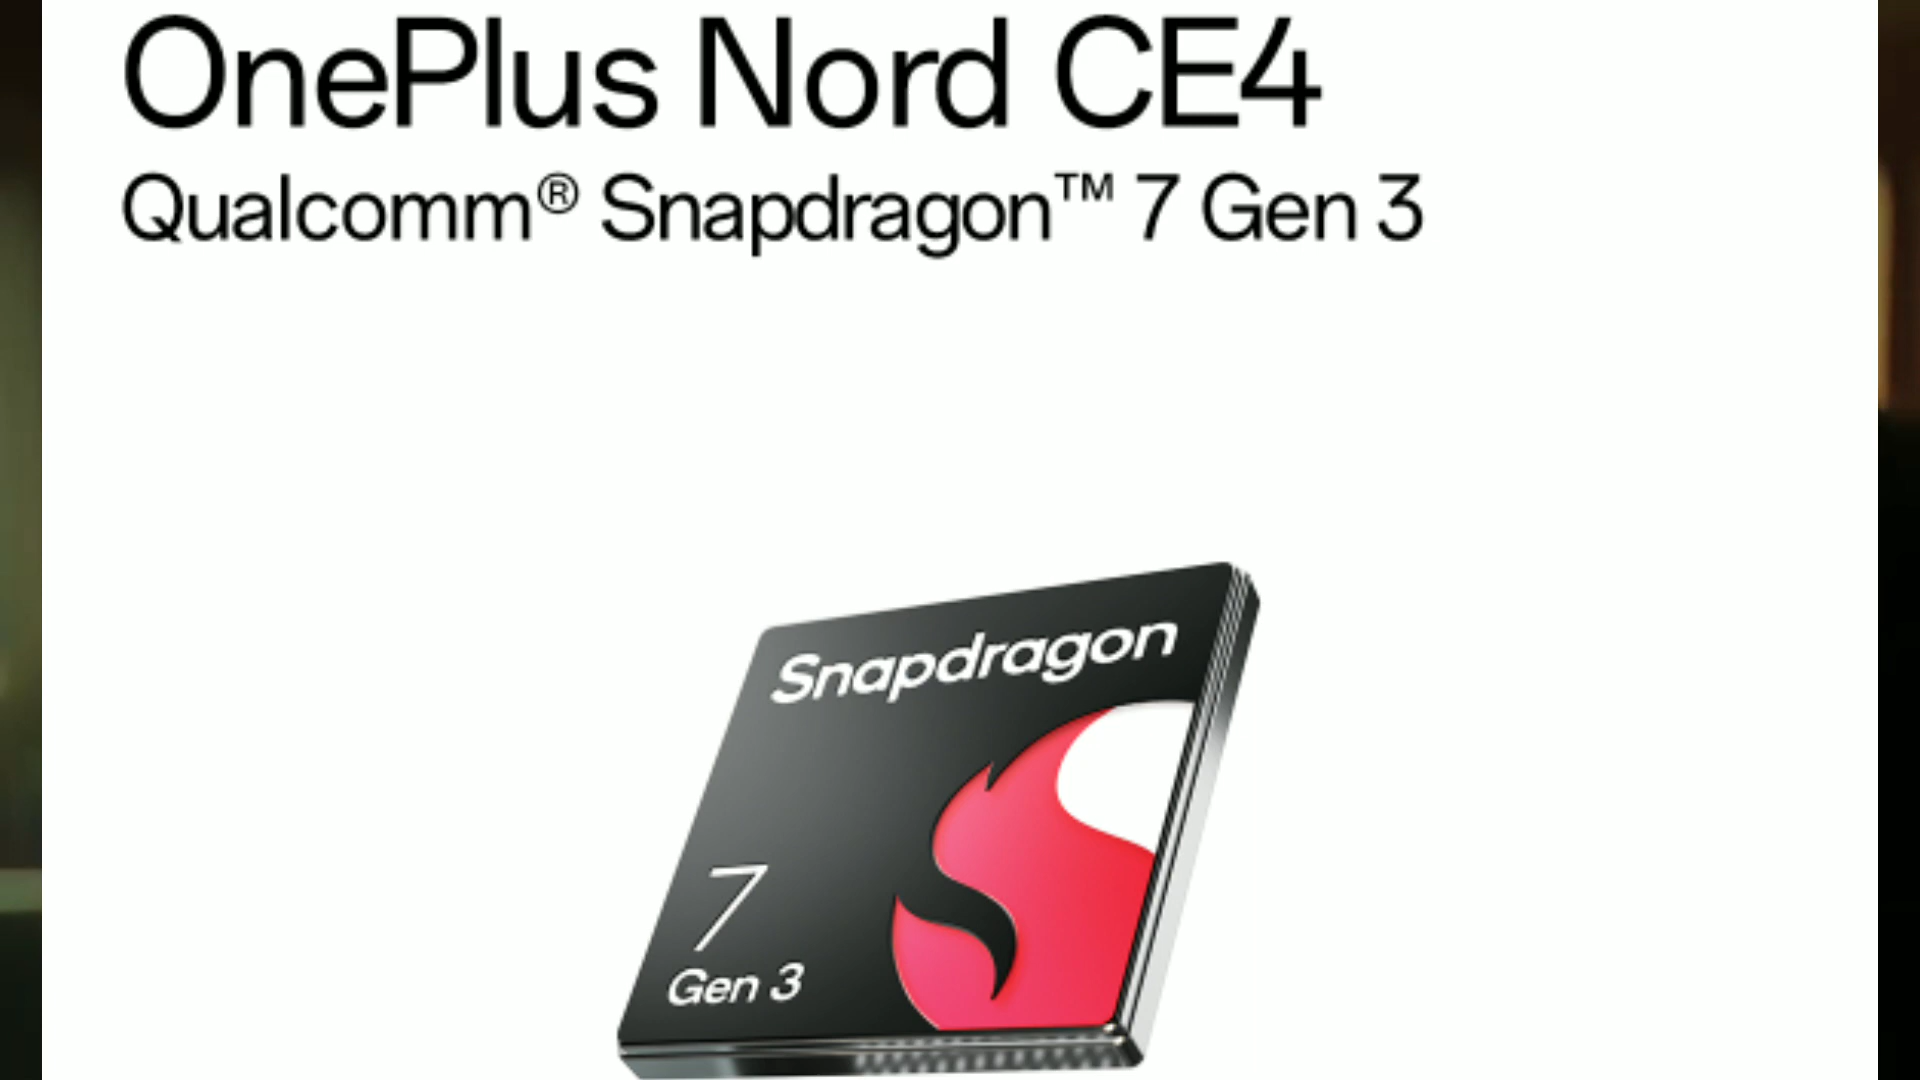 OnePlus Nord CE4
Qualcomm® Snapdragon™ 7 Gen 3
Snapdragon
7
Gen 3